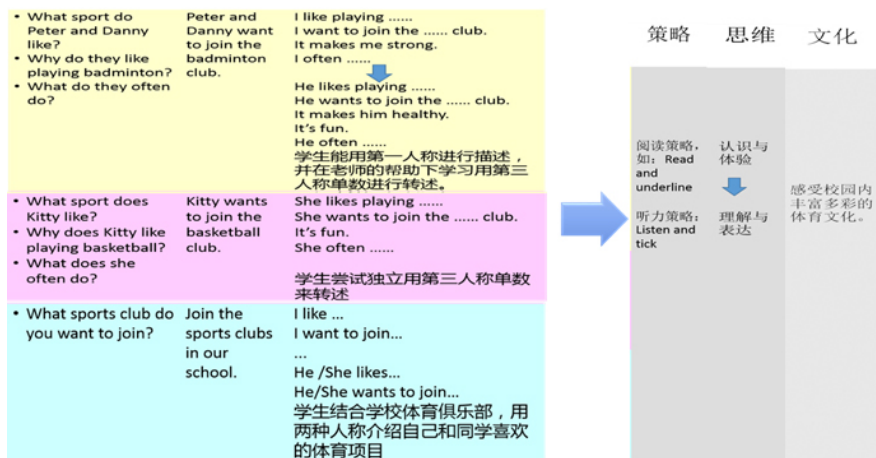 • What sport do
Peter and Danny
like?
• Why do they like
playing badminton?
• What do they often
do?
Peter and
Danny want
to join the
badminton
club.
I like playing ……
I want to join the …… club.
It makes me strong.
I often ……
He likes playing ……
He wants to join the …… club.
It makes him healthy.
It's fun.
He often ……
学生能用第一人称进行描述，
并在老师的帮助下学习用第三
人称单数进行转述。
• What sport does
Kitty like?
• Why does Kitty like
playing basketball?
• What does she
often do?
Kitty wants
to join the
basketball
club.
She likes playing ……
She wants to join the …… club.
It's fun.
She often ……
学生尝试独立用第三人称单数
来转述
• What sports club do
you want to join?
Join the
sports clubs
in our
school.
I like ...
I want to join...
...
He /She likes...
He/She wants to join...
学生结合学校体育俱乐部，用
两种人称介绍自己和同学喜欢
的体育项目
策略
思维
文化
阅读策略，
如：Read
and
underline
听力策略：
Listen and
tick
认识与
体验
理解与
表达
感受校园内
丰富多彩的
体育文化。